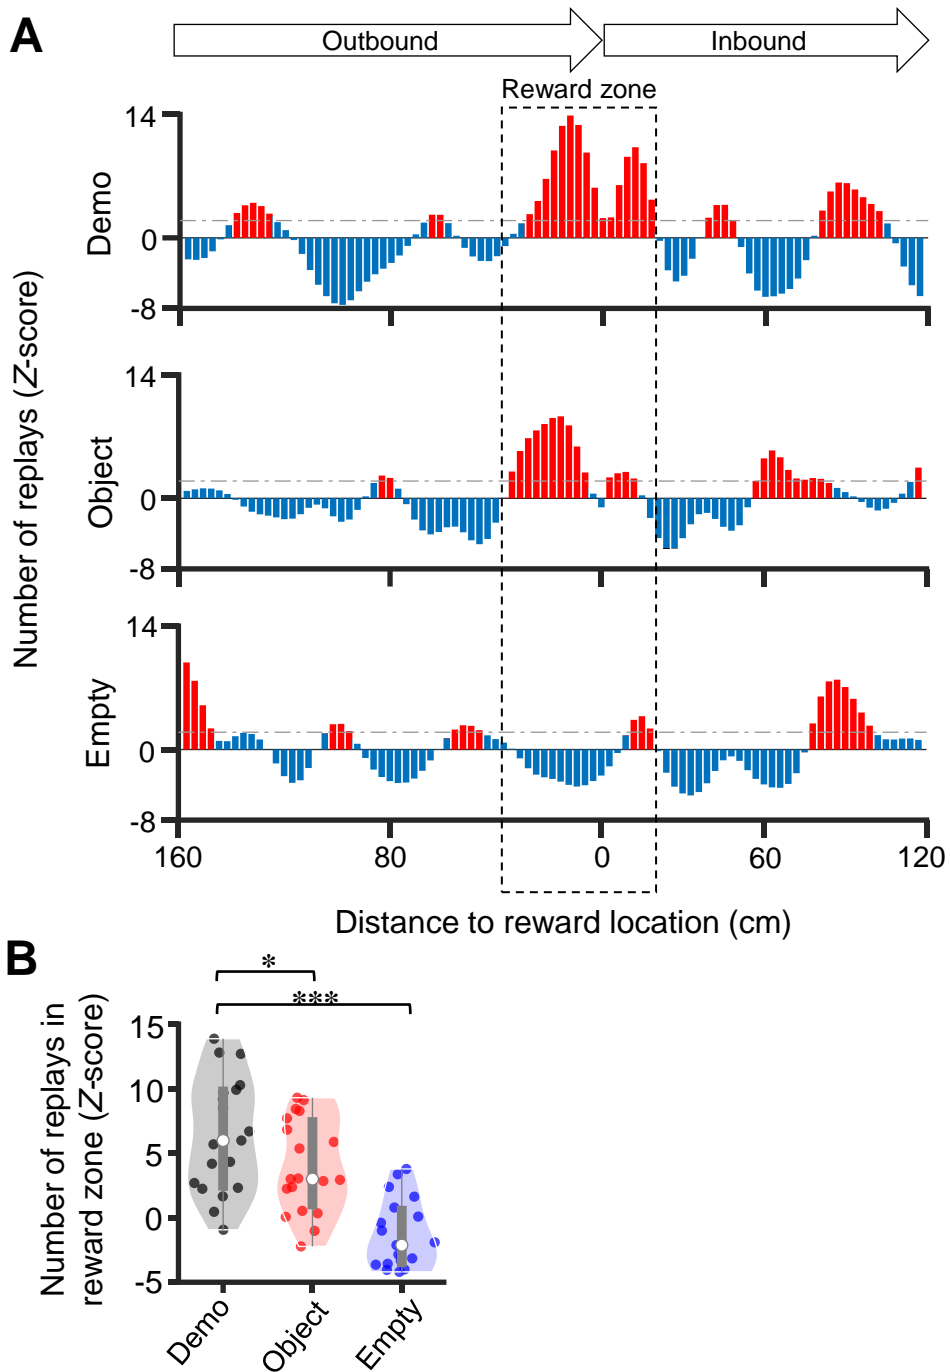 A
Outbound
Inbound
Reward zone
Number of replays (Z-score)
Demo
14
0
-8
Object
14
0
-8
Empty
14
0
-8
160
80
0
60
120
Distance to reward location (cm)
B
*
***
Number of replays in
reward zone (Z-score)
15
10
5
0
-5
Demo
Object
Empty